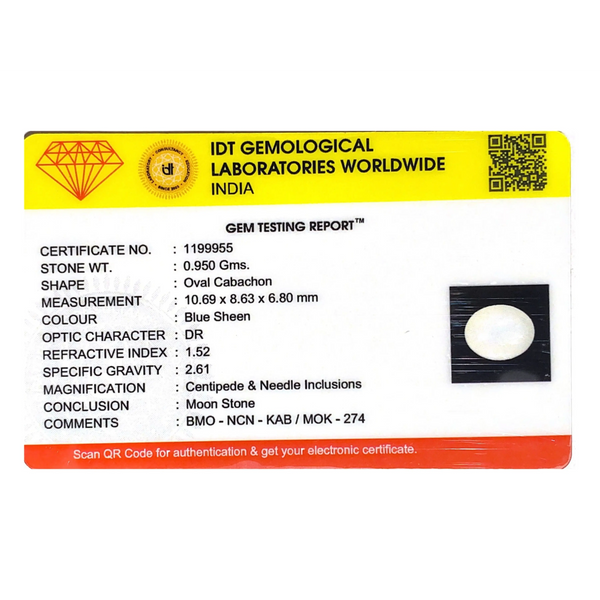 IDT GEMOLOGICAL
LABORATORIES WORLDWIDE
INDIA
idt
GEM TESTING REPORT™
CERTIFICATE NO. : 1199955
STONE WT. : 0.950 Gms.
SHAPE : Oval Cabachon
MEASUREMENT : 10.69 x 8.63 x 6.80 mm
COLOUR : Blue Sheen
OPTIC CHARACTER : DR
REFRACTIVE INDEX : 1.52
SPECIFIC GRAVITY : 2.61
MAGNIFICATION : Centipede & Needle Inclusions
CONCLUSION : Moon Stone
COMMENTS : BMO - NCN - KAB / MOK - 274
Scan QR Code for authentication & get your electronic certificate.